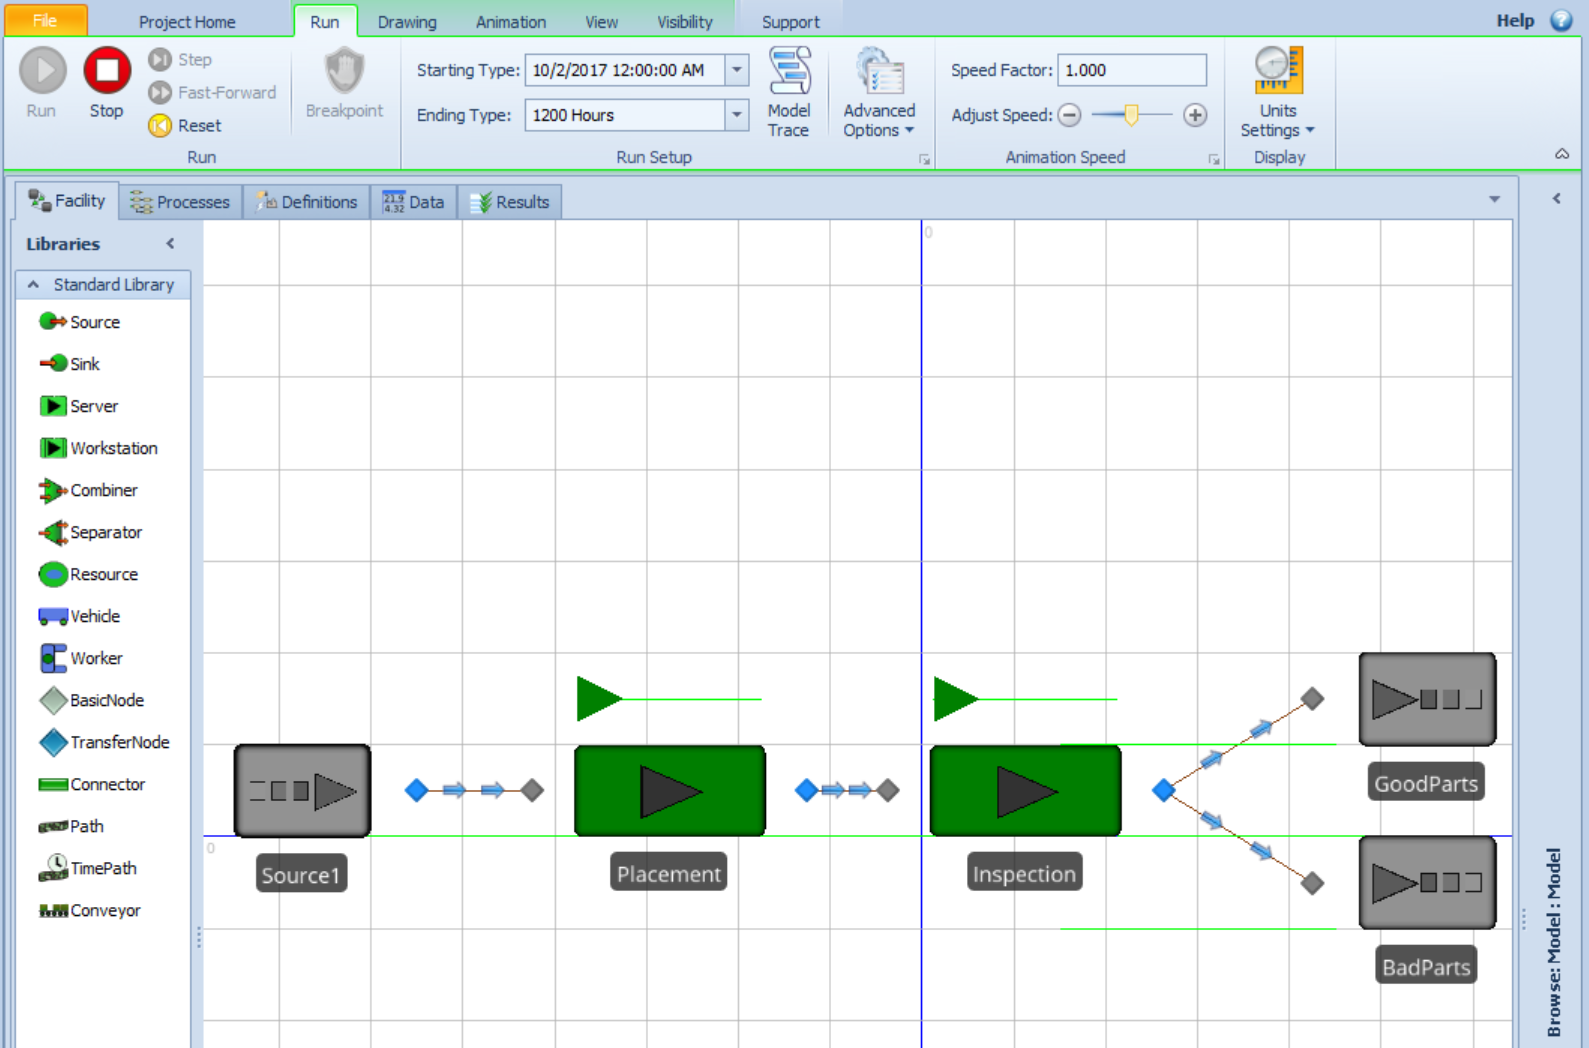 File Project Home Run Drawing Animation View Visibility Support Help
Run
Stop
Step
Fast-Forward
Reset
Run
Breakpoint
Starting Type: 10/2/2017 12:00:00 AM
Ending Type: 1200 Hours
Model
Trace
Advanced
Options
Run Setup
Speed Factor: 1.000
Adjust Speed:
Animation Speed
Units
Settings
Display
Facility Processes Definitions 21.9 4.32 Data Results
Libraries
Standard Library
Source
Sink
Server
Workstation
Combiner
Separator
Resource
Vehicle
Worker
BasicNode
TransferNode
Connector
Path
TimePath
Conveyor
0
0
Source1
Placement
Inspection
GoodParts
BadParts
Browse: Model : Model